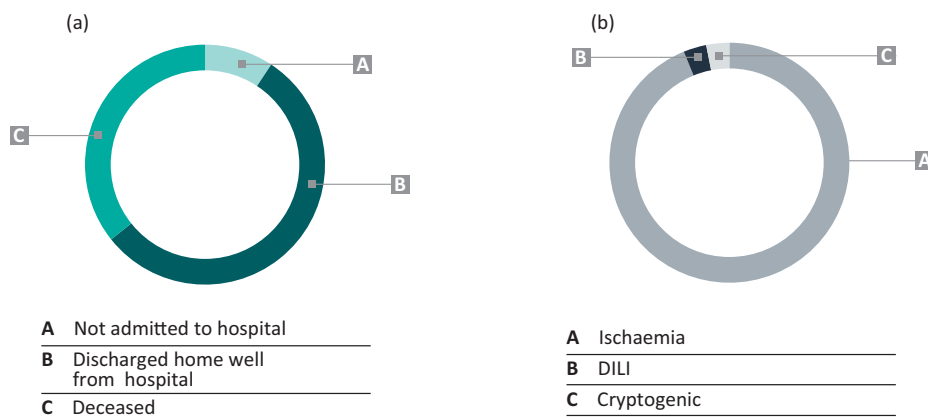 (a)
A
B
C
A Not admitted to hospital
B Discharged home well
from hospital
C Deceased
(b)
B
C
A
A Ischaemia
B DILI
C Cryptogenic